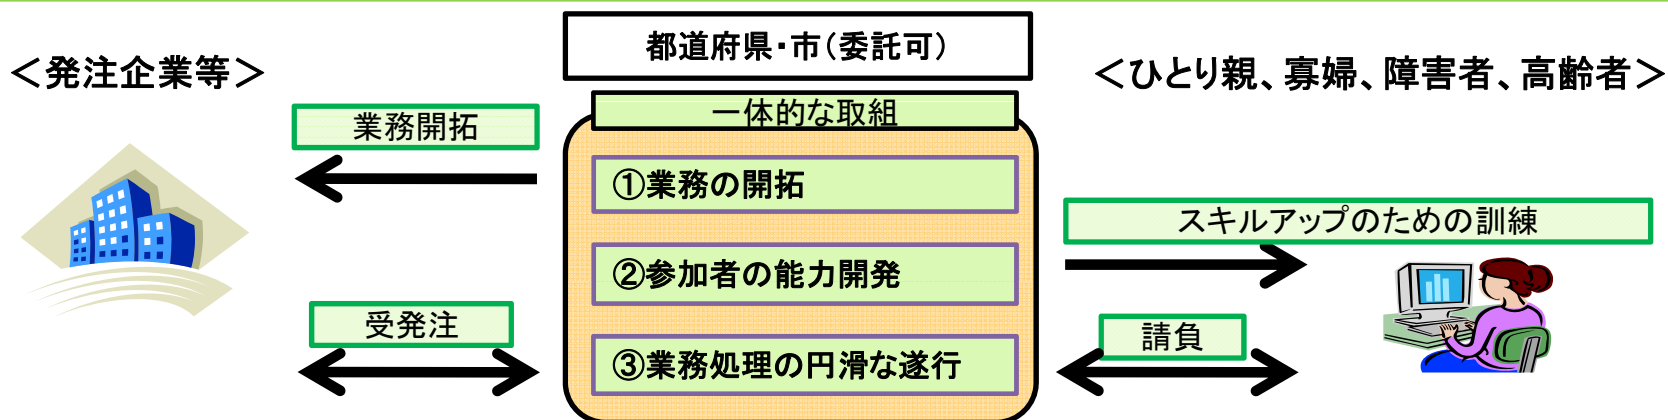 都道府県・市(委託可)
<発注企業等>
<ひとり親、寡婦、障害者、高齢者>
一体的な取組
業務開拓
①業務の開拓
スキルアップのための訓練
②参加者の能力開発
受発注
請負
③業務処理の円滑な遂行